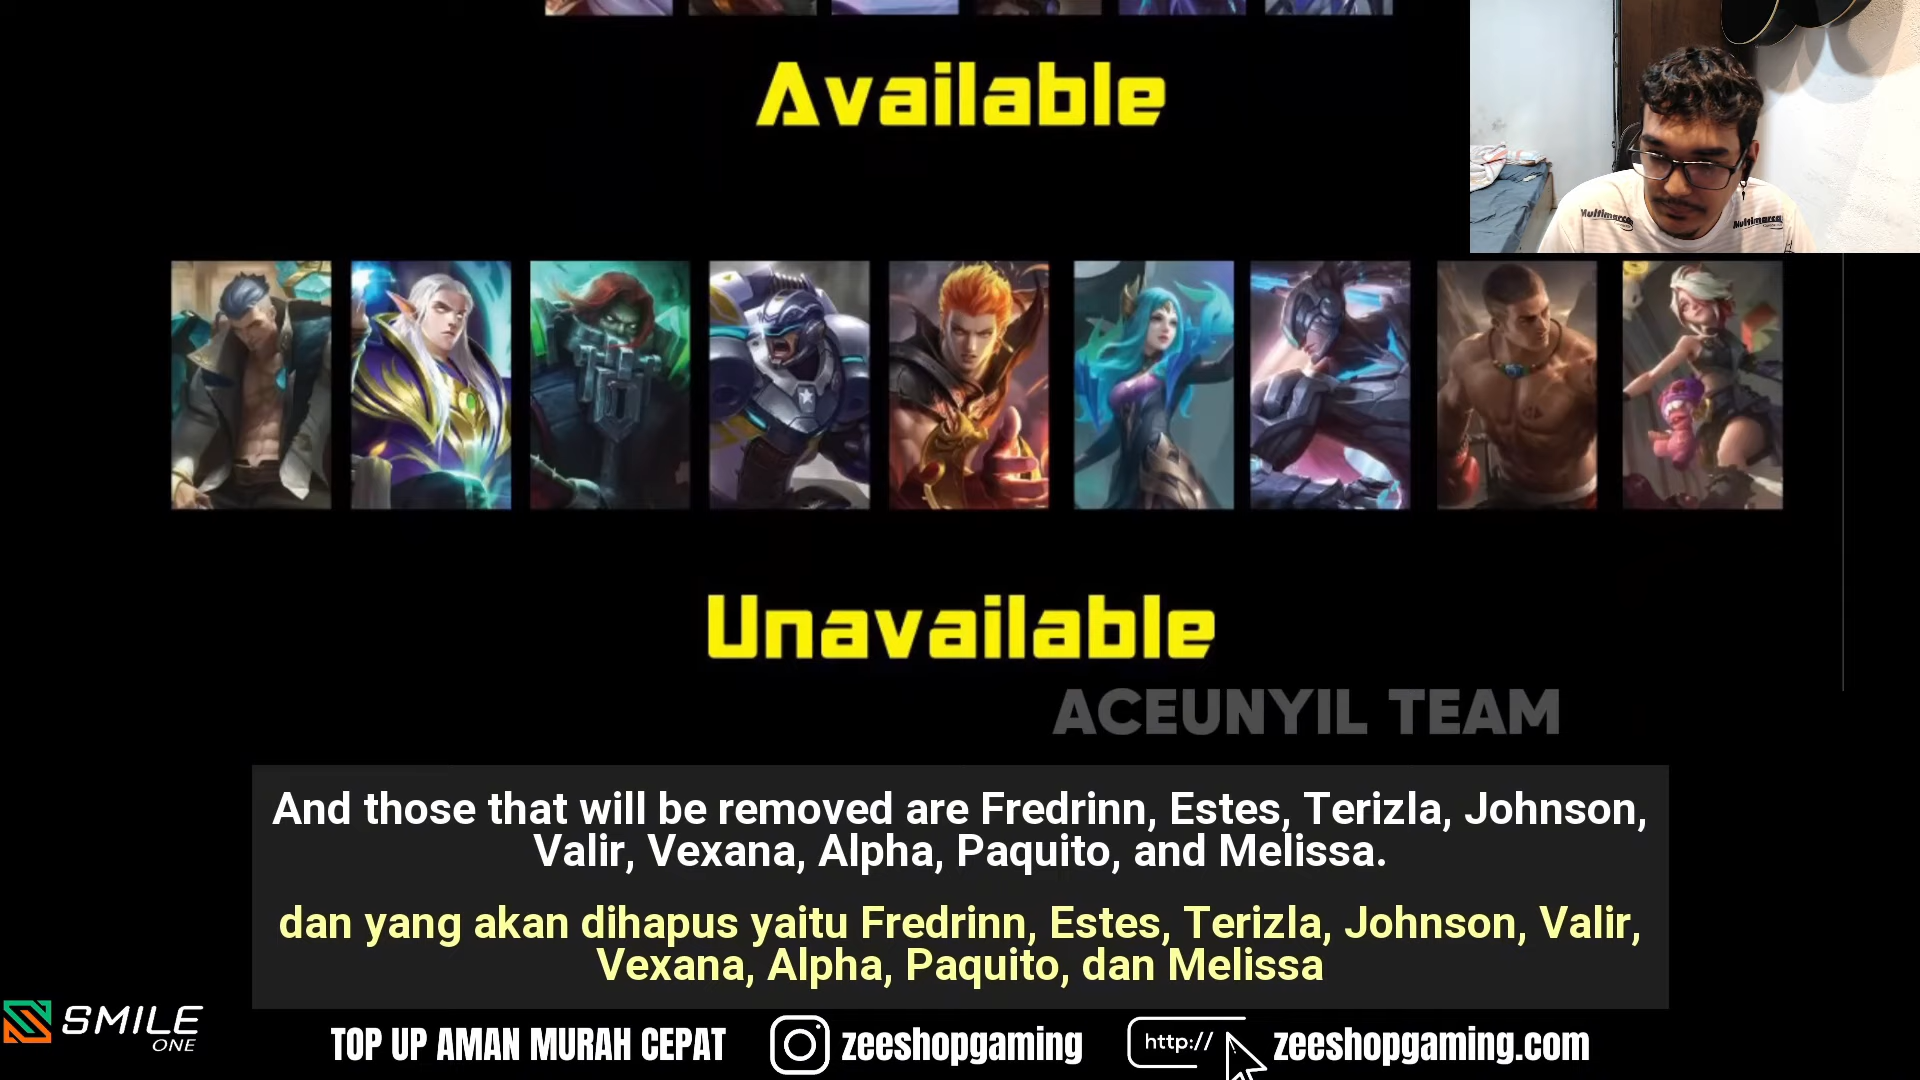 Available
Multimarcas
Unavailable
ACEUNYIL TEAM
And those that will be removed are Fredrinn, Estes, Terizla, Johnson,
Valir, Vexana, Alpha, Paquito, and Melissa.
dan yang akan dihapus yaitu Fredrinn, Estes, Terizla, Johnson, Valir,
Vexana, Alpha, Paquito, dan Melissa
SMILE
ONE
TOP UP AMAN MURAH CEPAT
zeeshopgaming
http://
zeeshopgaming.com